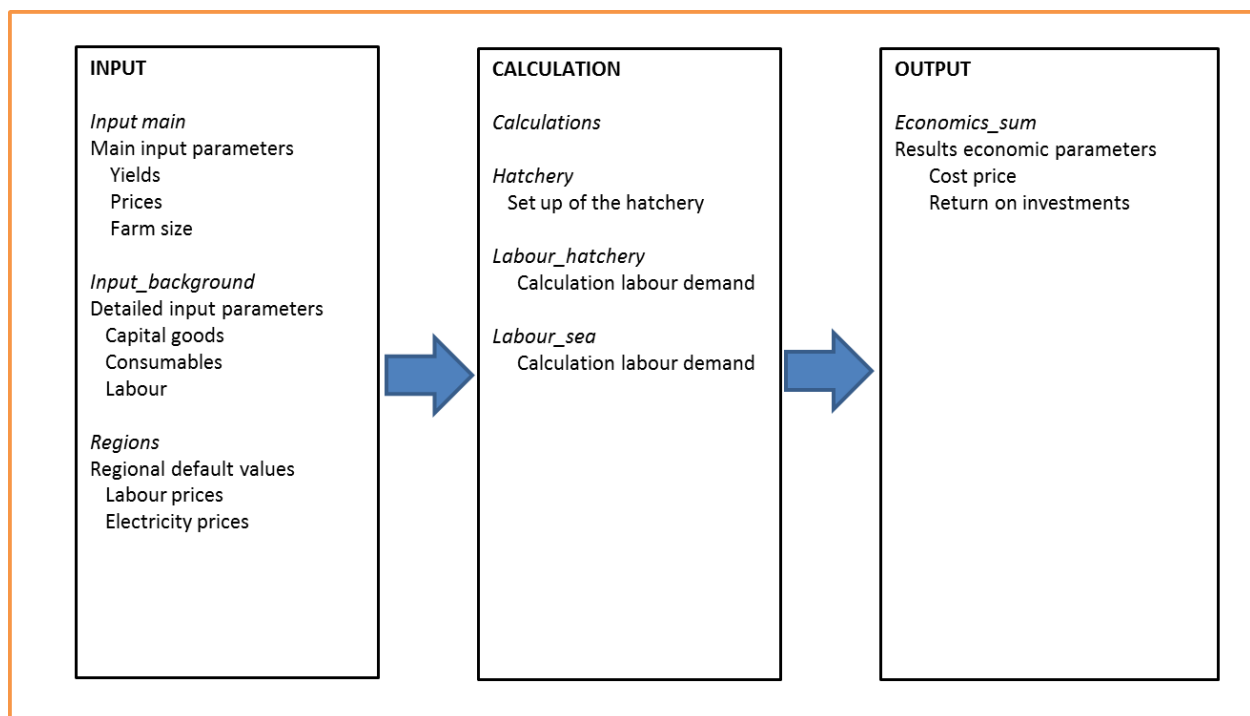 INPUT
Input main
Main input parameters
Yields
Prices
Farm size
Input_background
Detailed input parameters
Capital goods
Consumables
Labour
Regions
Regional default values
Labour prices
Electricity prices
CALCULATION
Calculations
Hatchery
Set up of the hatchery
Labour_hatchery
Calculation labour demand
Labour_sea
Calculation labour demand
OUTPUT
Economics_sum
Results economic parameters
Cost price
Return on investments